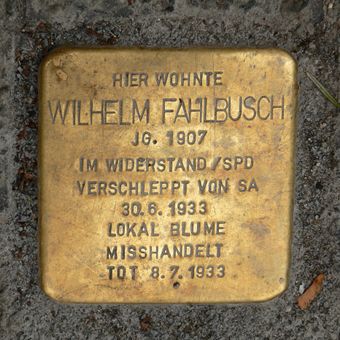 HIER WOHNTE
WILHELM FAHLBUSCH
JG. 1907
IM WIDERSTAND/SPD
VERSCHLEPPT VON SA
30.6.1933
LOKAL BLUME
MISSHANDELT
TOT 8.7.1933